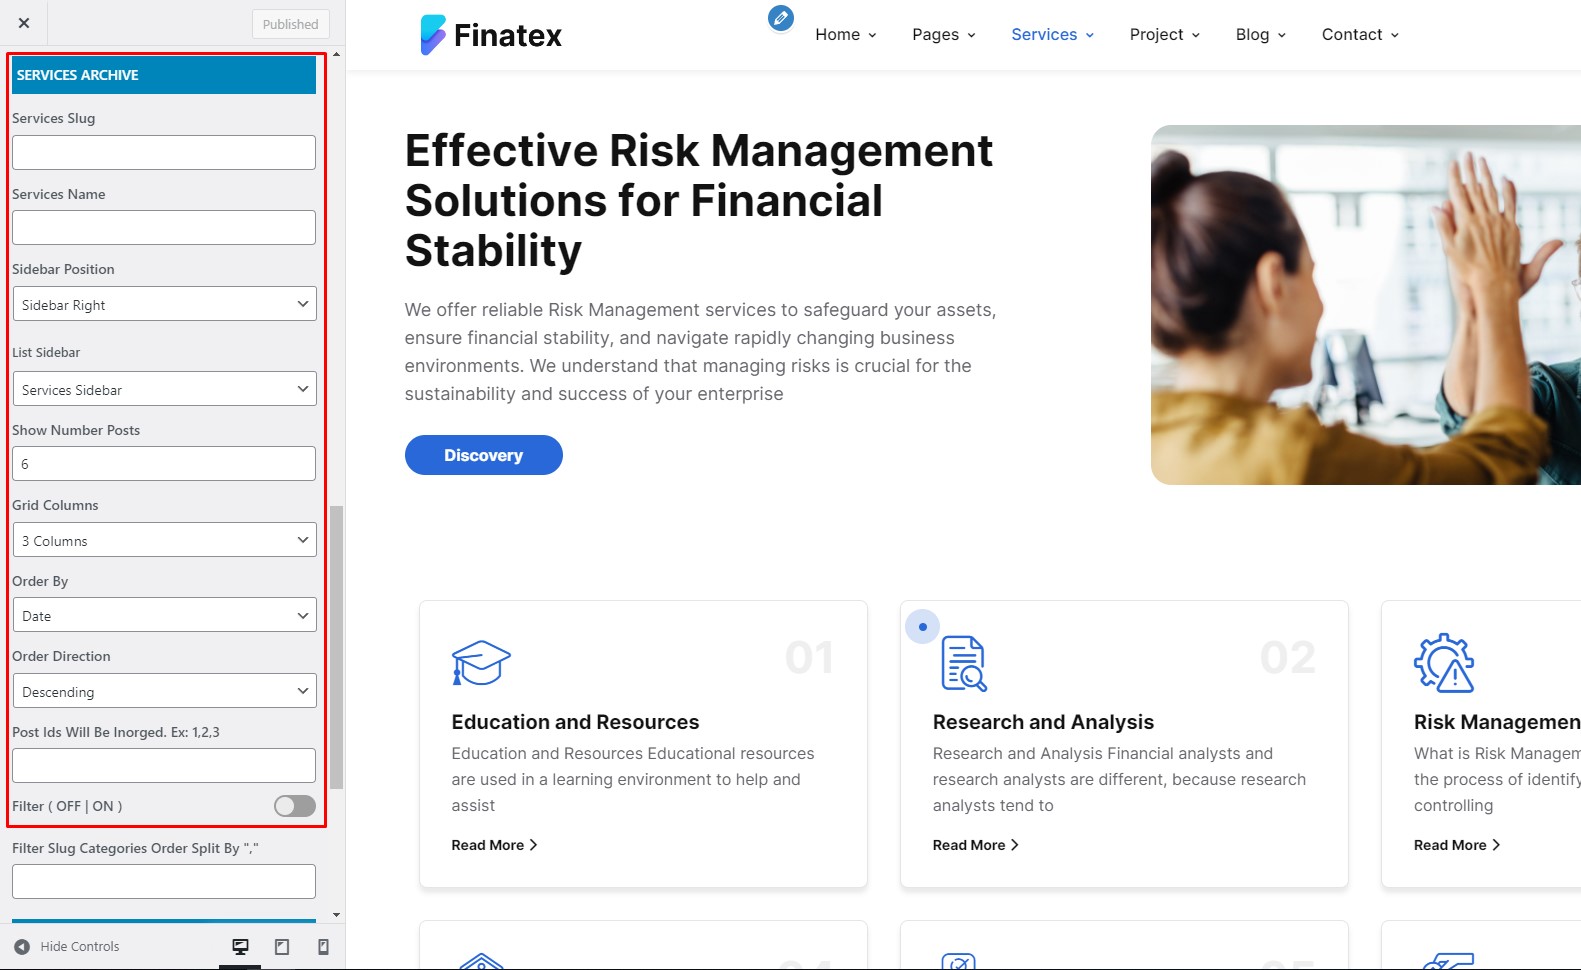 Published
SERVICES ARCHIVE
Services Slug
Services Name
Sidebar Position
Sidebar Right
List Sidebar
Services Sidebar
Show Number Posts
6
Grid Columns
3 Columns
Order By
Date
Order Direction
Descending
Post Ids Will Be Inorged. Ex: 1,2,3
Filter ( OFF | ON )
Filter Slug Categories Order Split By ","
Hide Controls
Finatex
Home
Pages
Services
Project
Blog
Contact
Effective Risk Management
Solutions for Financial
Stability
We offer reliable Risk Management services to safeguard your assets,
ensure financial stability, and navigate rapidly changing business
environments. We understand that managing risks is crucial for the
sustainability and success of your enterprise
Discovery
01
Education and Resources
Education and Resources Educational resources
are used in a learning environment to help and
assist
Read More
02
Research and Analysis
Research and Analysis Financial analysts and
research analysts are different, because research
analysts tend to
Read More
Risk Managemen
What is Risk Managem
the process of identify
controlling
Read More
04
05